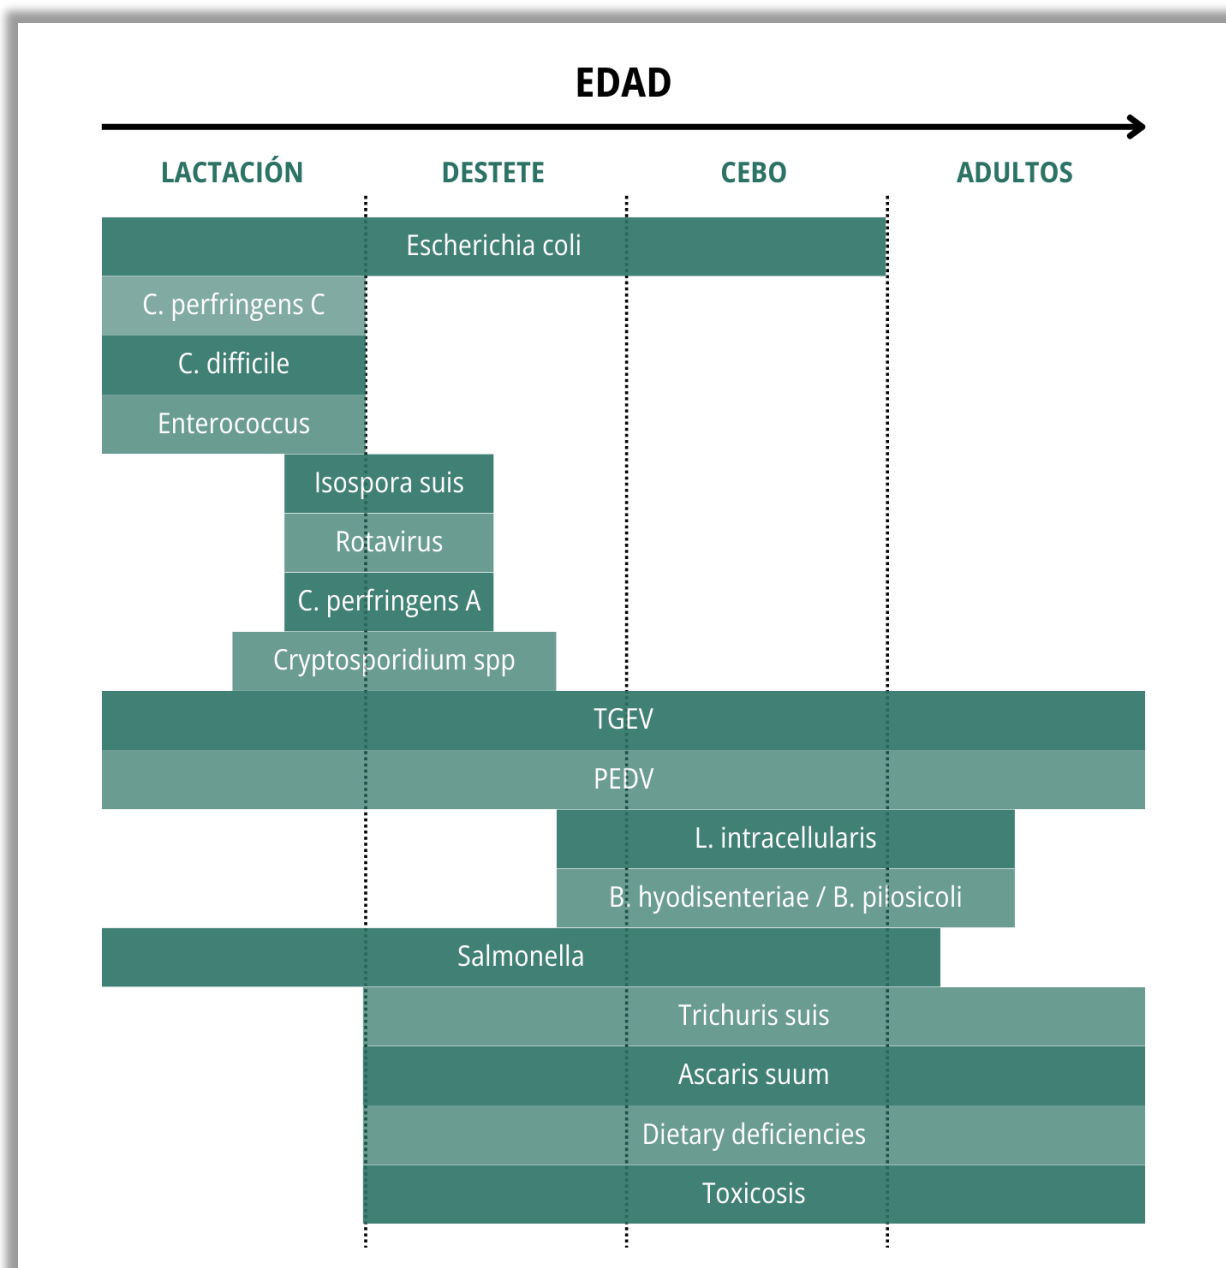 EDAD
LACTACIÓN DESTETE CEBO ADULTOS
Escherichia coli
C. perfringens C
C. difficile
Enterococcus
Isospora suis
Rotavirus
C. perfringens A
Cryptosporidium spp
TGEV
PEDV
L. intracellularis
B. hyodisenteriae / B. pilosicoli
Salmonella
Trichuris suis
Ascaris suum
Dietary deficiencies
Toxicosis